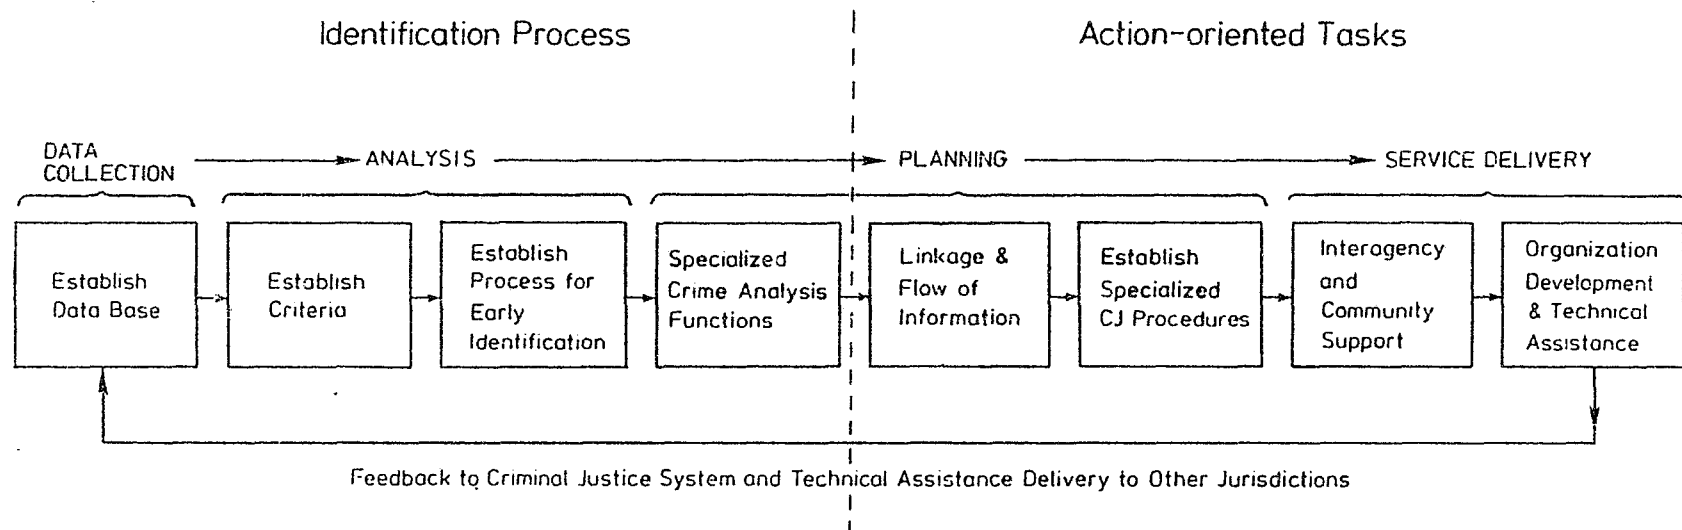 Identification Process
Action-oriented Tasks
DATA
COLLECTION
ANALYSIS
PLANNING
SERVICE DELIVERY
Establish
Data Base
Establish
Criteria
Establish
Process for
Early
Identification
Specialized
Crime Analysis
Functions
Linkage &
Flow of
Information
Establish
Specialized
CJ Procedures
Interagency
and
Community
Support
Organization
Development
& Technical
Assistance
Feedback to Criminal Justice System and Technical Assistance Delivery to Other Jurisdictions